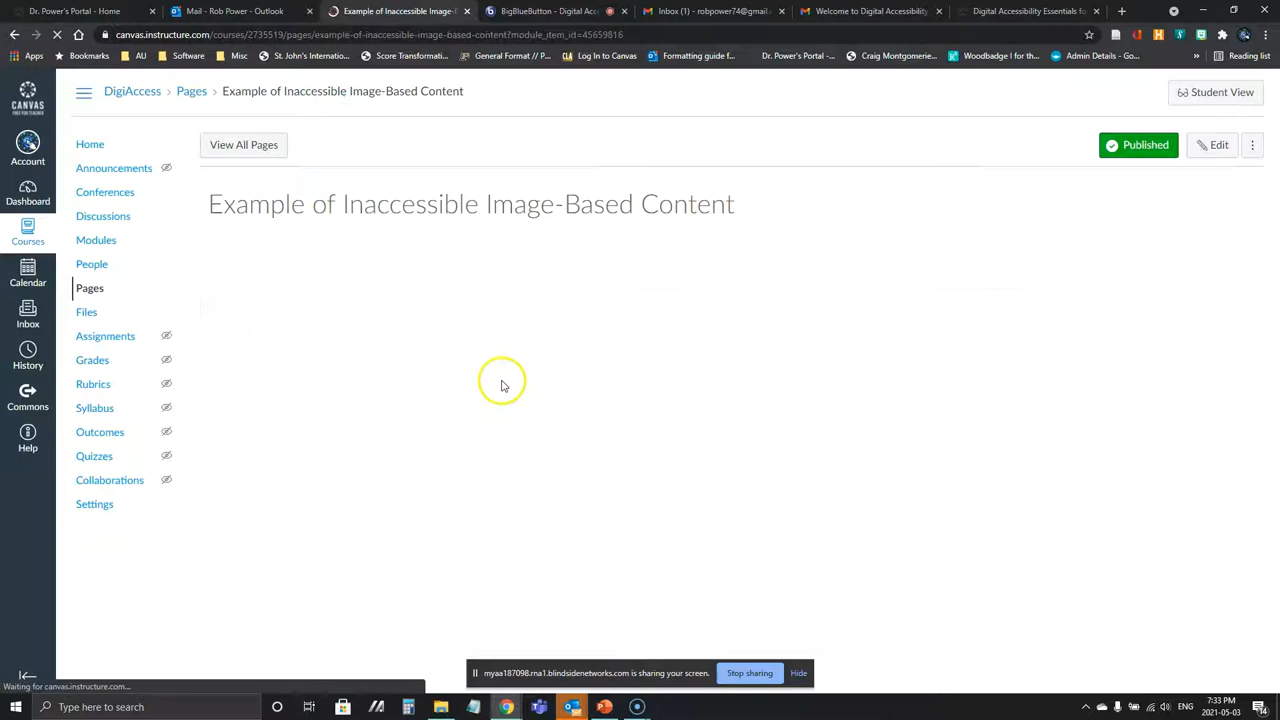 Dr. Power's Portal : Home
Mail - Rob Power - Outlook
Example of Inaccessible Image-E
BigBlueButton - Digital Acce
Inbox (1) - robpower74@gmail.
Welcome to Digital Accessibility
Digital Accessibility Essentials fo
canvas.instructure.com/courses/2735519/pages/example-of-inaccessible-image-based-content?module_item_id=45659816
Apps
Bookmarks
AU
Software
Misc
St. John's Internatio...
Score Transformati...
Log In to Canvas
Formatting guide f...
Dr. Power's Portal...
Craig Montgomerie...
Woodbadge I for th...
Admin Details - Go...
»
Reading list
CANVAS
FREE FOR TEACHER
Account
Dashboard
Courses
Calendar
Inbox
History
Commons
Help
DigiAccess > Pages > Example of Inaccessible Image-Based Content
Student View
Home
Announcements
Conferences
Discussions
Modules
People
Pages
Files
Assignments
Grades
Rubrics
Syllabus
Outcomes
Quizzes
Collaborations
Settings
View All Pages
Published
Edit
Example of Inaccessible Image-Based Content
myaa187098.rna1.blindsidenetworks.com is sharing your screen.
Stop sharing
Hide
Waiting for canvas.instructure.com...
Type here to search
ENG
7:33 PM
2021-05-03